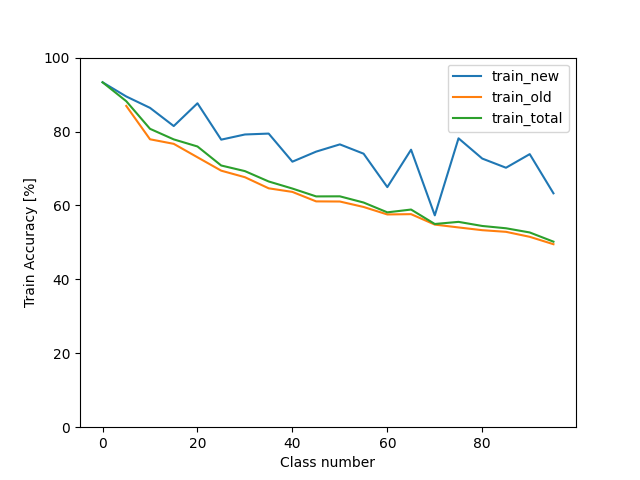 100
80
60
40
20
0
Train Accuracy [%]
train_new
train_old
train_total
0 20 40 60 80
Class number